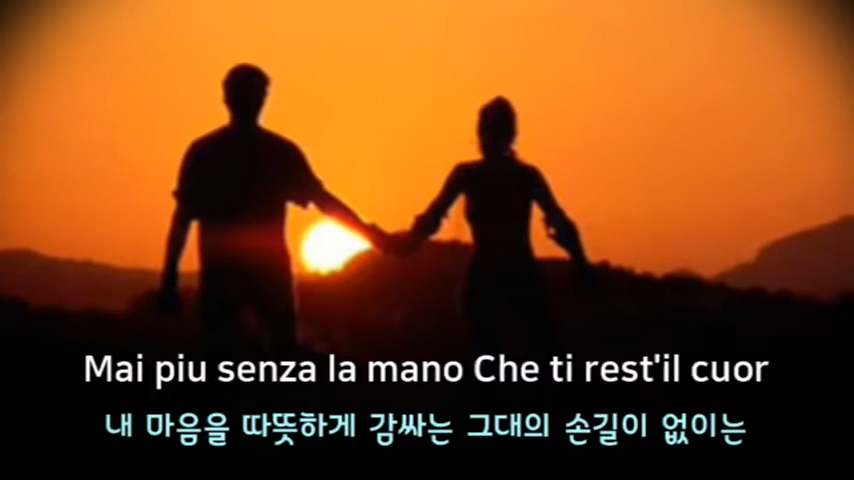 Mai piu senza la mano Che ti rest'il cuor
내 마음을 따뜻하게 감싸는 그대의 손길이 없이는